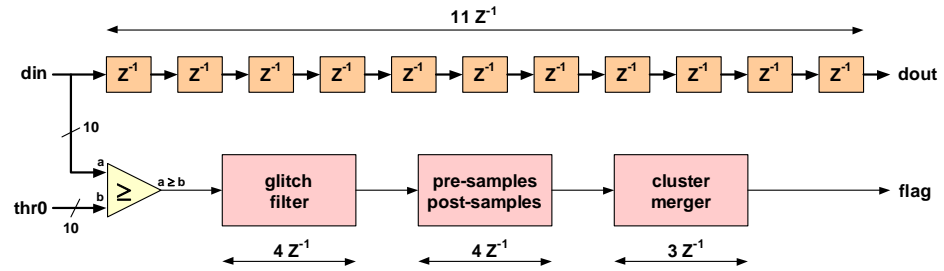 11 Z⁻¹
din Z⁻¹ Z⁻¹ Z⁻¹ Z⁻¹ Z⁻¹ Z⁻¹ Z⁻¹ Z⁻¹ Z⁻¹ Z⁻¹ Z⁻¹ dout
10
a
a ≥ b
b
≥
thr0
10
glitch
filter
pre-samples
post-samples
cluster
merger
flag
4 Z⁻¹
4 Z⁻¹
3 Z⁻¹